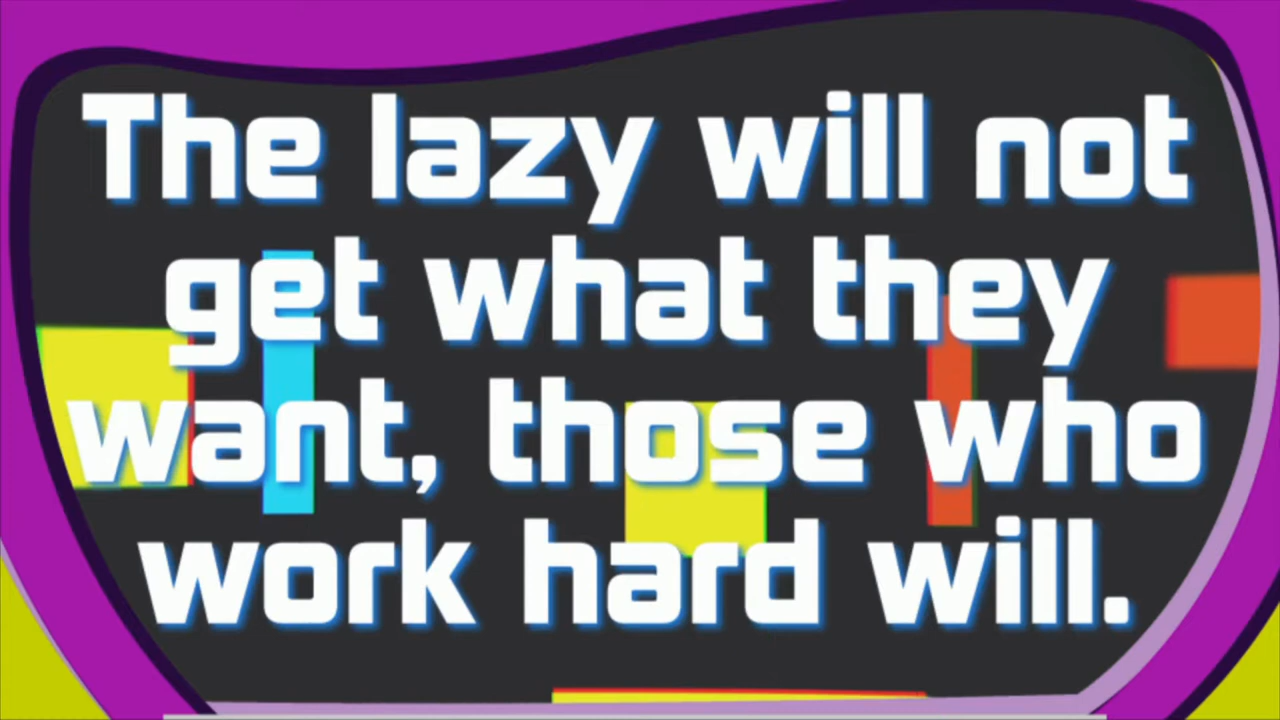 The lazy will not
get what they
want, those who
work hard will.